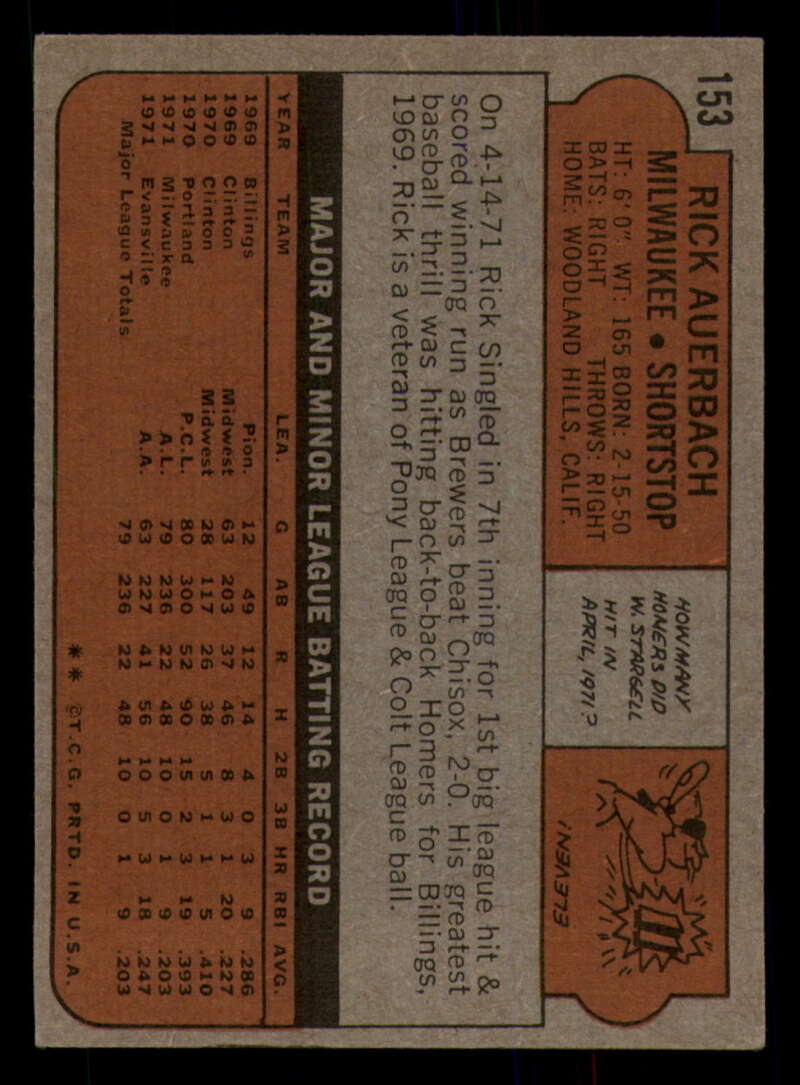 153
RICK AUERBACH
MILWAUKEE • SHORTSTOP
HT: 6'0" WT: 165 BORN: 2-15-50
BATS: RIGHT THROWS: RIGHT
HOME: WOODLAND HILLS, CALIF.
HOW MANY
HOMERS DID
W. STARGELL
HIT IN
APRIL, 1971?
ELEVEN!
On 4-14-71 Rick Singled in 7th inning for 1st big league hit &
scored winning run as Brewers beat Chisox, 2-0. His greatest
baseball thrill was hitting back-to-back Homers for Billings,
1969. Rick is a veteran of Pony League & Colt League ball.
MAJOR AND MINOR LEAGUE BATTING RECORD
YEAR TEAM LEA. G AB R H 2B 3B HR RBI AVG.
1969 Billings Pion. 12 49 12 14 4 0 3 9 .286
1969 Clinton Midwest 63 203 37 46 8 3 1 20 .227
1970 Clinton Midwest 28 117 26 38 5 1 1 5 .410
1970 Portland P.C.L. 80 300 52 90 15 2 3 19 .393
1971 Milwaukee A.L. 79 236 22 48 10 0 1 9 .203
1971 Evansville A.A. 63 227 41 56 10 5 3 18 .247
Major League Totals 79 236 22 48 10 0 1 9 .203
** ©T.C.G. PRTD. IN U.S.A.